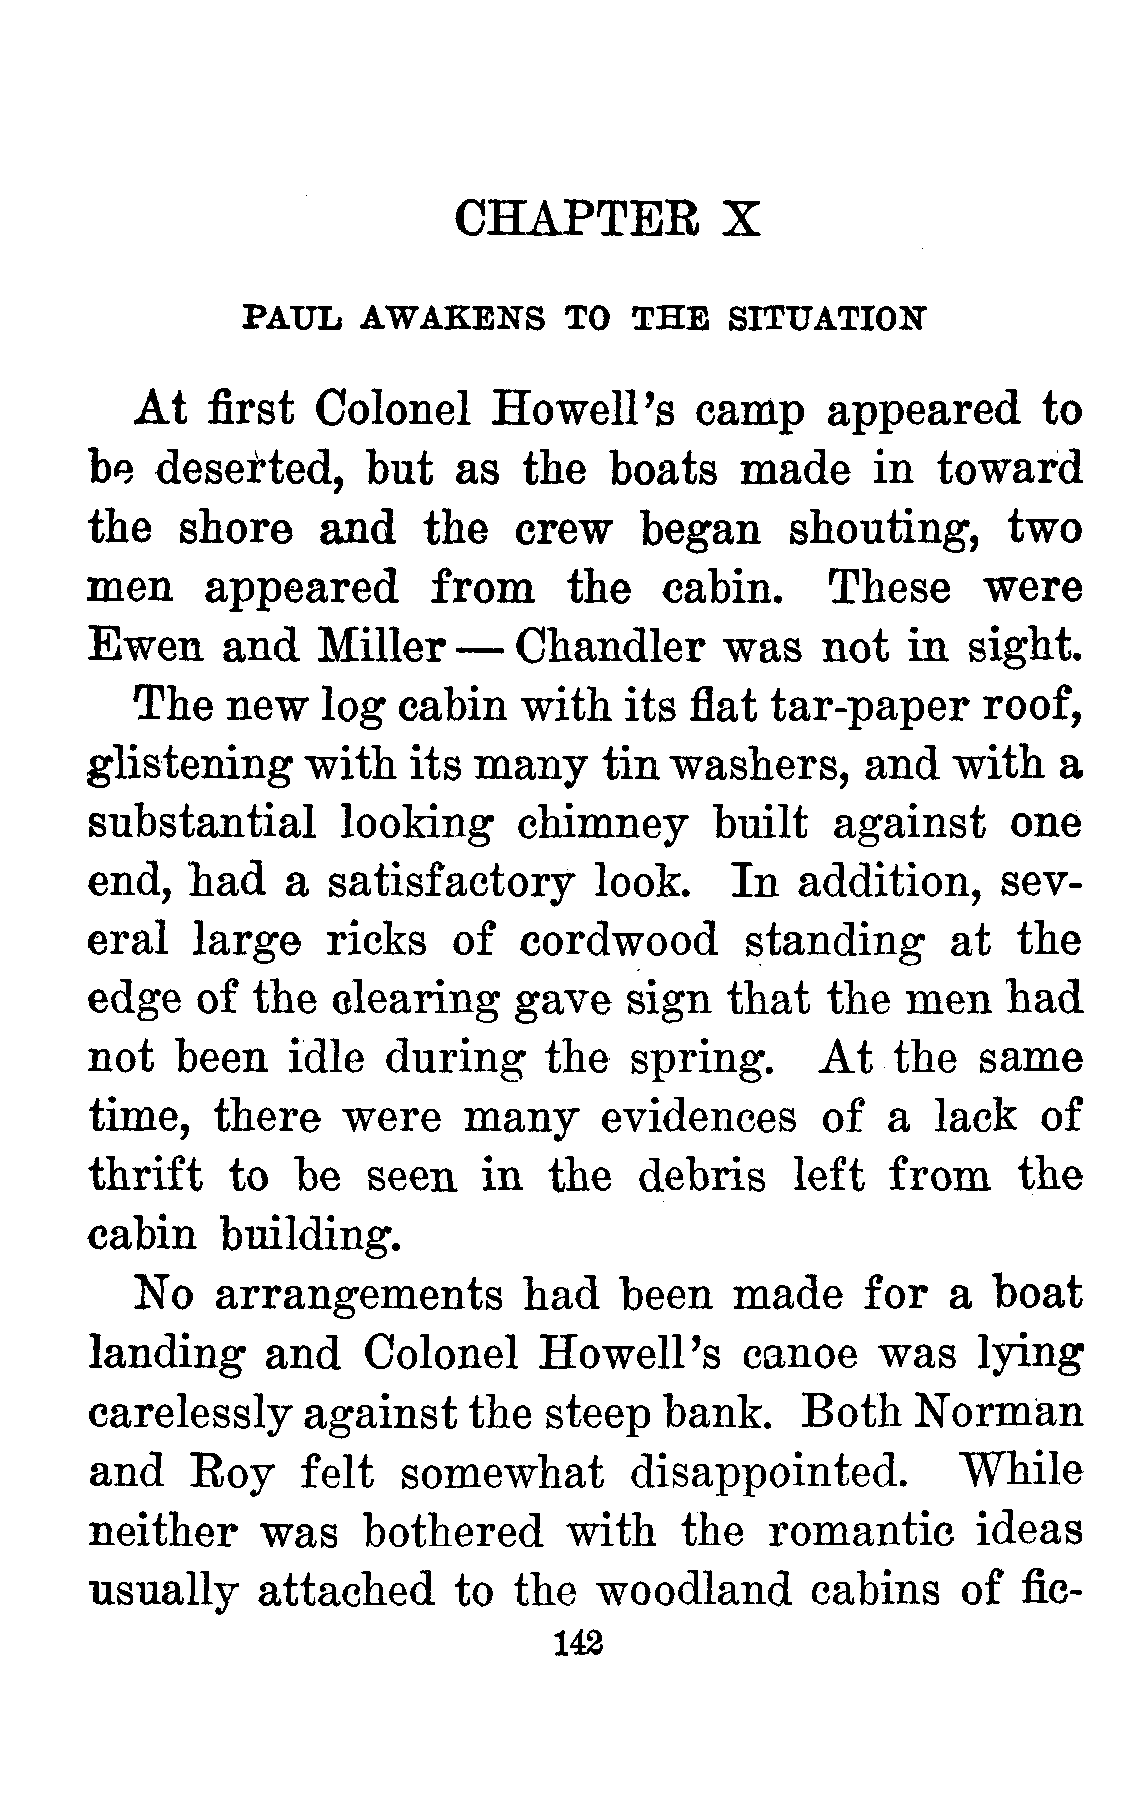 CHAPTER X
PAUL AWAKENS TO THE SITUATION
At first Colonel Howell's camp appeared to
be deserted, but as the boats made in toward
the shore and the crew began shouting, two
men appeared from the cabin. These were
Ewen and Miller — Chandler was not in sight.
The new log cabin with its flat tar-paper roof,
glistening with its many tin washers, and with a
substantial looking chimney built against one
end, had a satisfactory look. In addition, sev-
eral large ricks of cordwood standing at the
edge of the clearing gave sign that the men had
not been idle during the spring. At the same
time, there were many evidences of a lack of
thrift to be seen in the debris left from the
cabin building.
No arrangements had been made for a boat
landing and Colonel Howell's canoe was lying
carelessly against the steep bank. Both Norman
and Roy felt somewhat disappointed. While
neither was bothered with the romantic ideas
usually attached to the woodland cabins of fic-
142